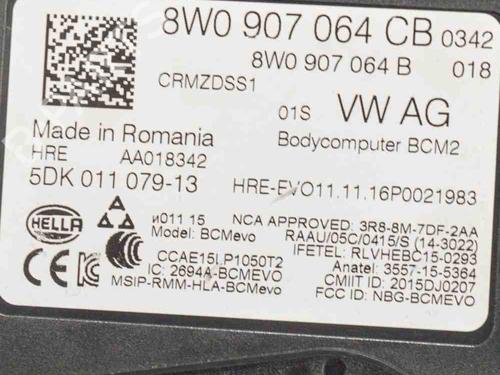 8W0 907 064 CB 0342
8W0 907 064 B 018
CRMZDSS1
01S VW AG
Made in Romania Bodycomputer BCM2
HRE AA018342
5DK 011 079-13 HRE-EVO11.11.16P0021983
HELLA
и011 15 NCA APPROVED: 3R8-8M-7DF-2AA
Model: BCMevo RAAU/05C/0415/S (14-3022)
IFETEL: RLVHEBC15-0293
CCAE15LP1050T2 Anatel: 3557-15-5364
IC: 2694A-BCMevo CMIIT ID: 2015DJ0207
MSIP-RMM-HLA-BCMevo FCC ID: NBG-BCMEVO